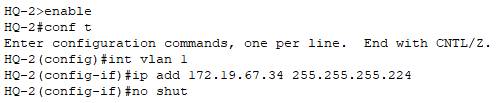 HQ-2>enable
HQ-2#conf t
Enter configuration commands, one per line.  End with CNTL/Z.
HQ-2(config)#int vlan 1
HQ-2(config-if)#ip add 172.19.67.34 255.255.255.224
HQ-2(config-if)#no shut